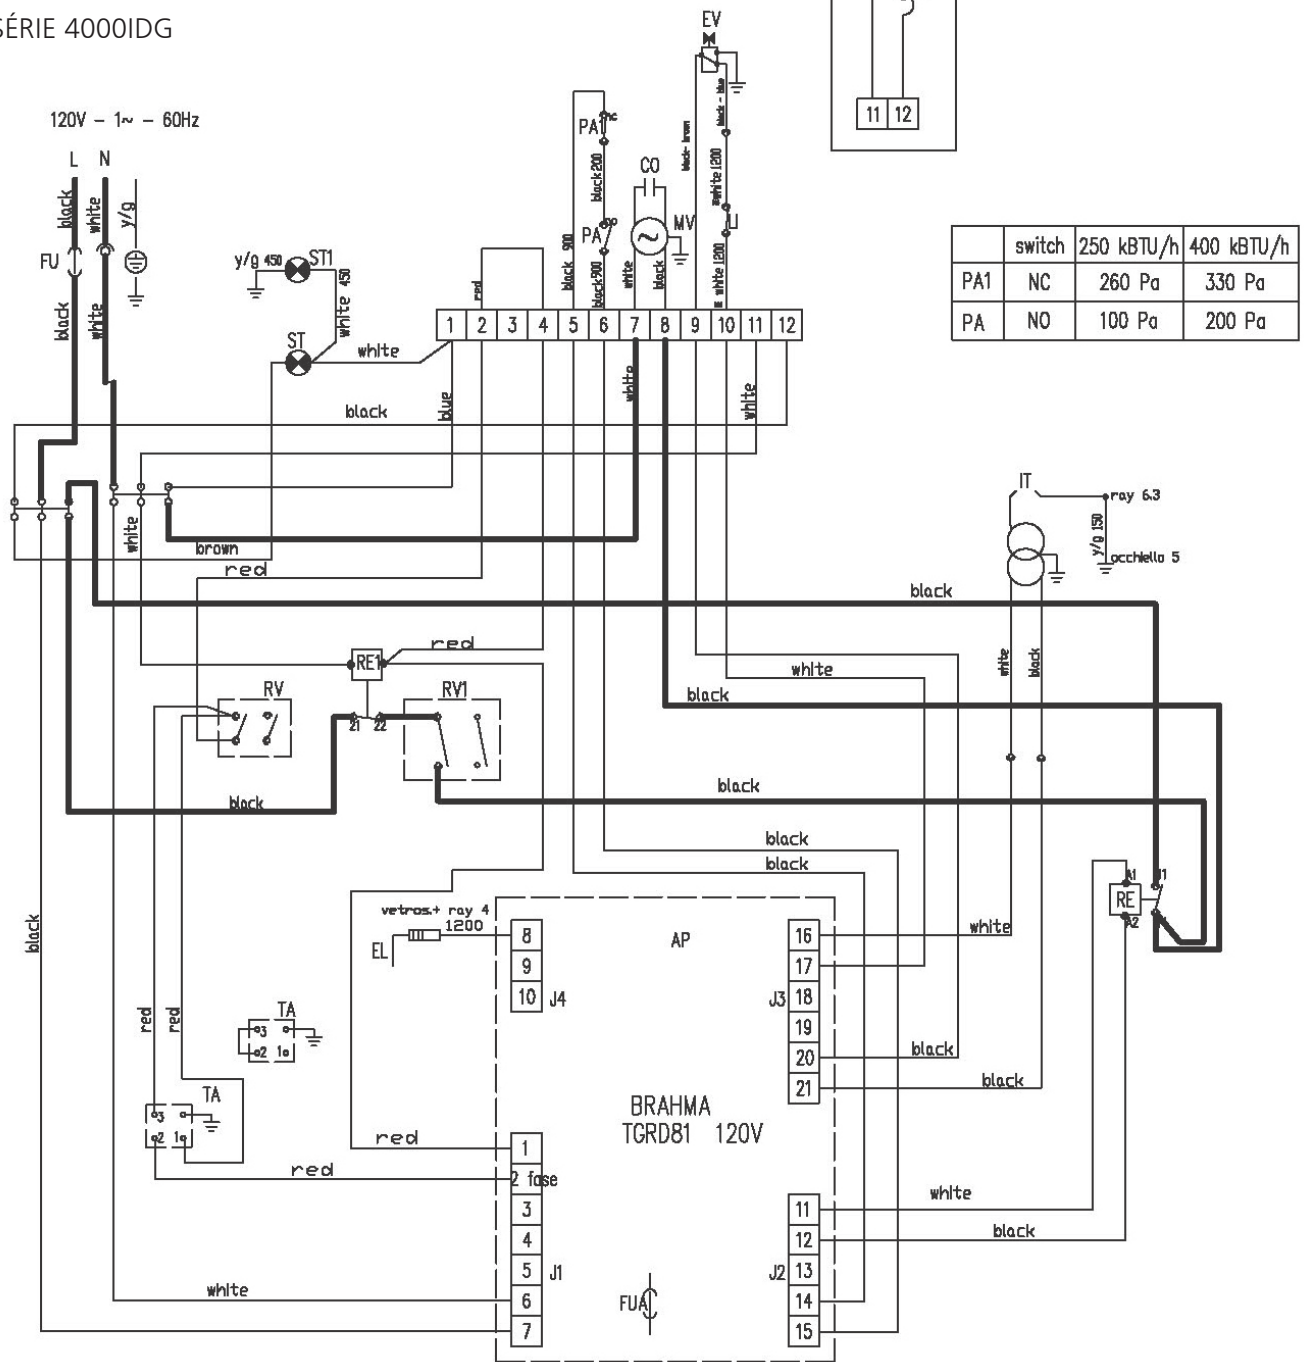 SÉRIE 4000IDG
120V - 1~ - 60Hz
L N
black
white
y/g
FU
black
white
y/g 450
ST1
white 450
ST
white
black
blue
red
EV
PA1
NC
black 200
PA
NO
black 900
black 900
CO
MV
white
black
black- brown
black - blue
white 1200
white 1200
11 12
1 2 3 4 5 6 7 8 9 10 11 12
switch 250 kBTU/h 400 kBTU/h
PA1 NC 260 Pa 330 Pa
PA NO 100 Pa 200 Pa
white
white
white
brown
red
IT
ray 6.3
y/g 150
occhiello 5
black
red
RE1
white
black
white
black
RV
RV1
21 22
black
black
black
black
black
vetros.+ ray 4
1200
EL
8
9
10 J4
AP
16
17
J3 18
19
20
21
white
A1
RE
A2
11
red
red
TA
3
2 1
TA
3
2 1
black
black
BRAHMA
TGRD81 120V
red
red
1
2 fase
3
4
5 J1
6
7
white
white
black
11
12
J2 13
14
15
FUA